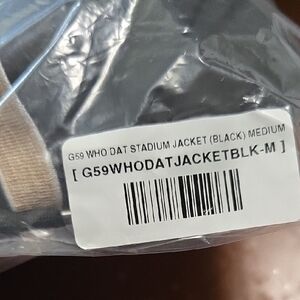 G59 WHO DAT STADIUM JACKET (BLACK) MEDIUM
[ G59WHODATJACKETBLK-M ]